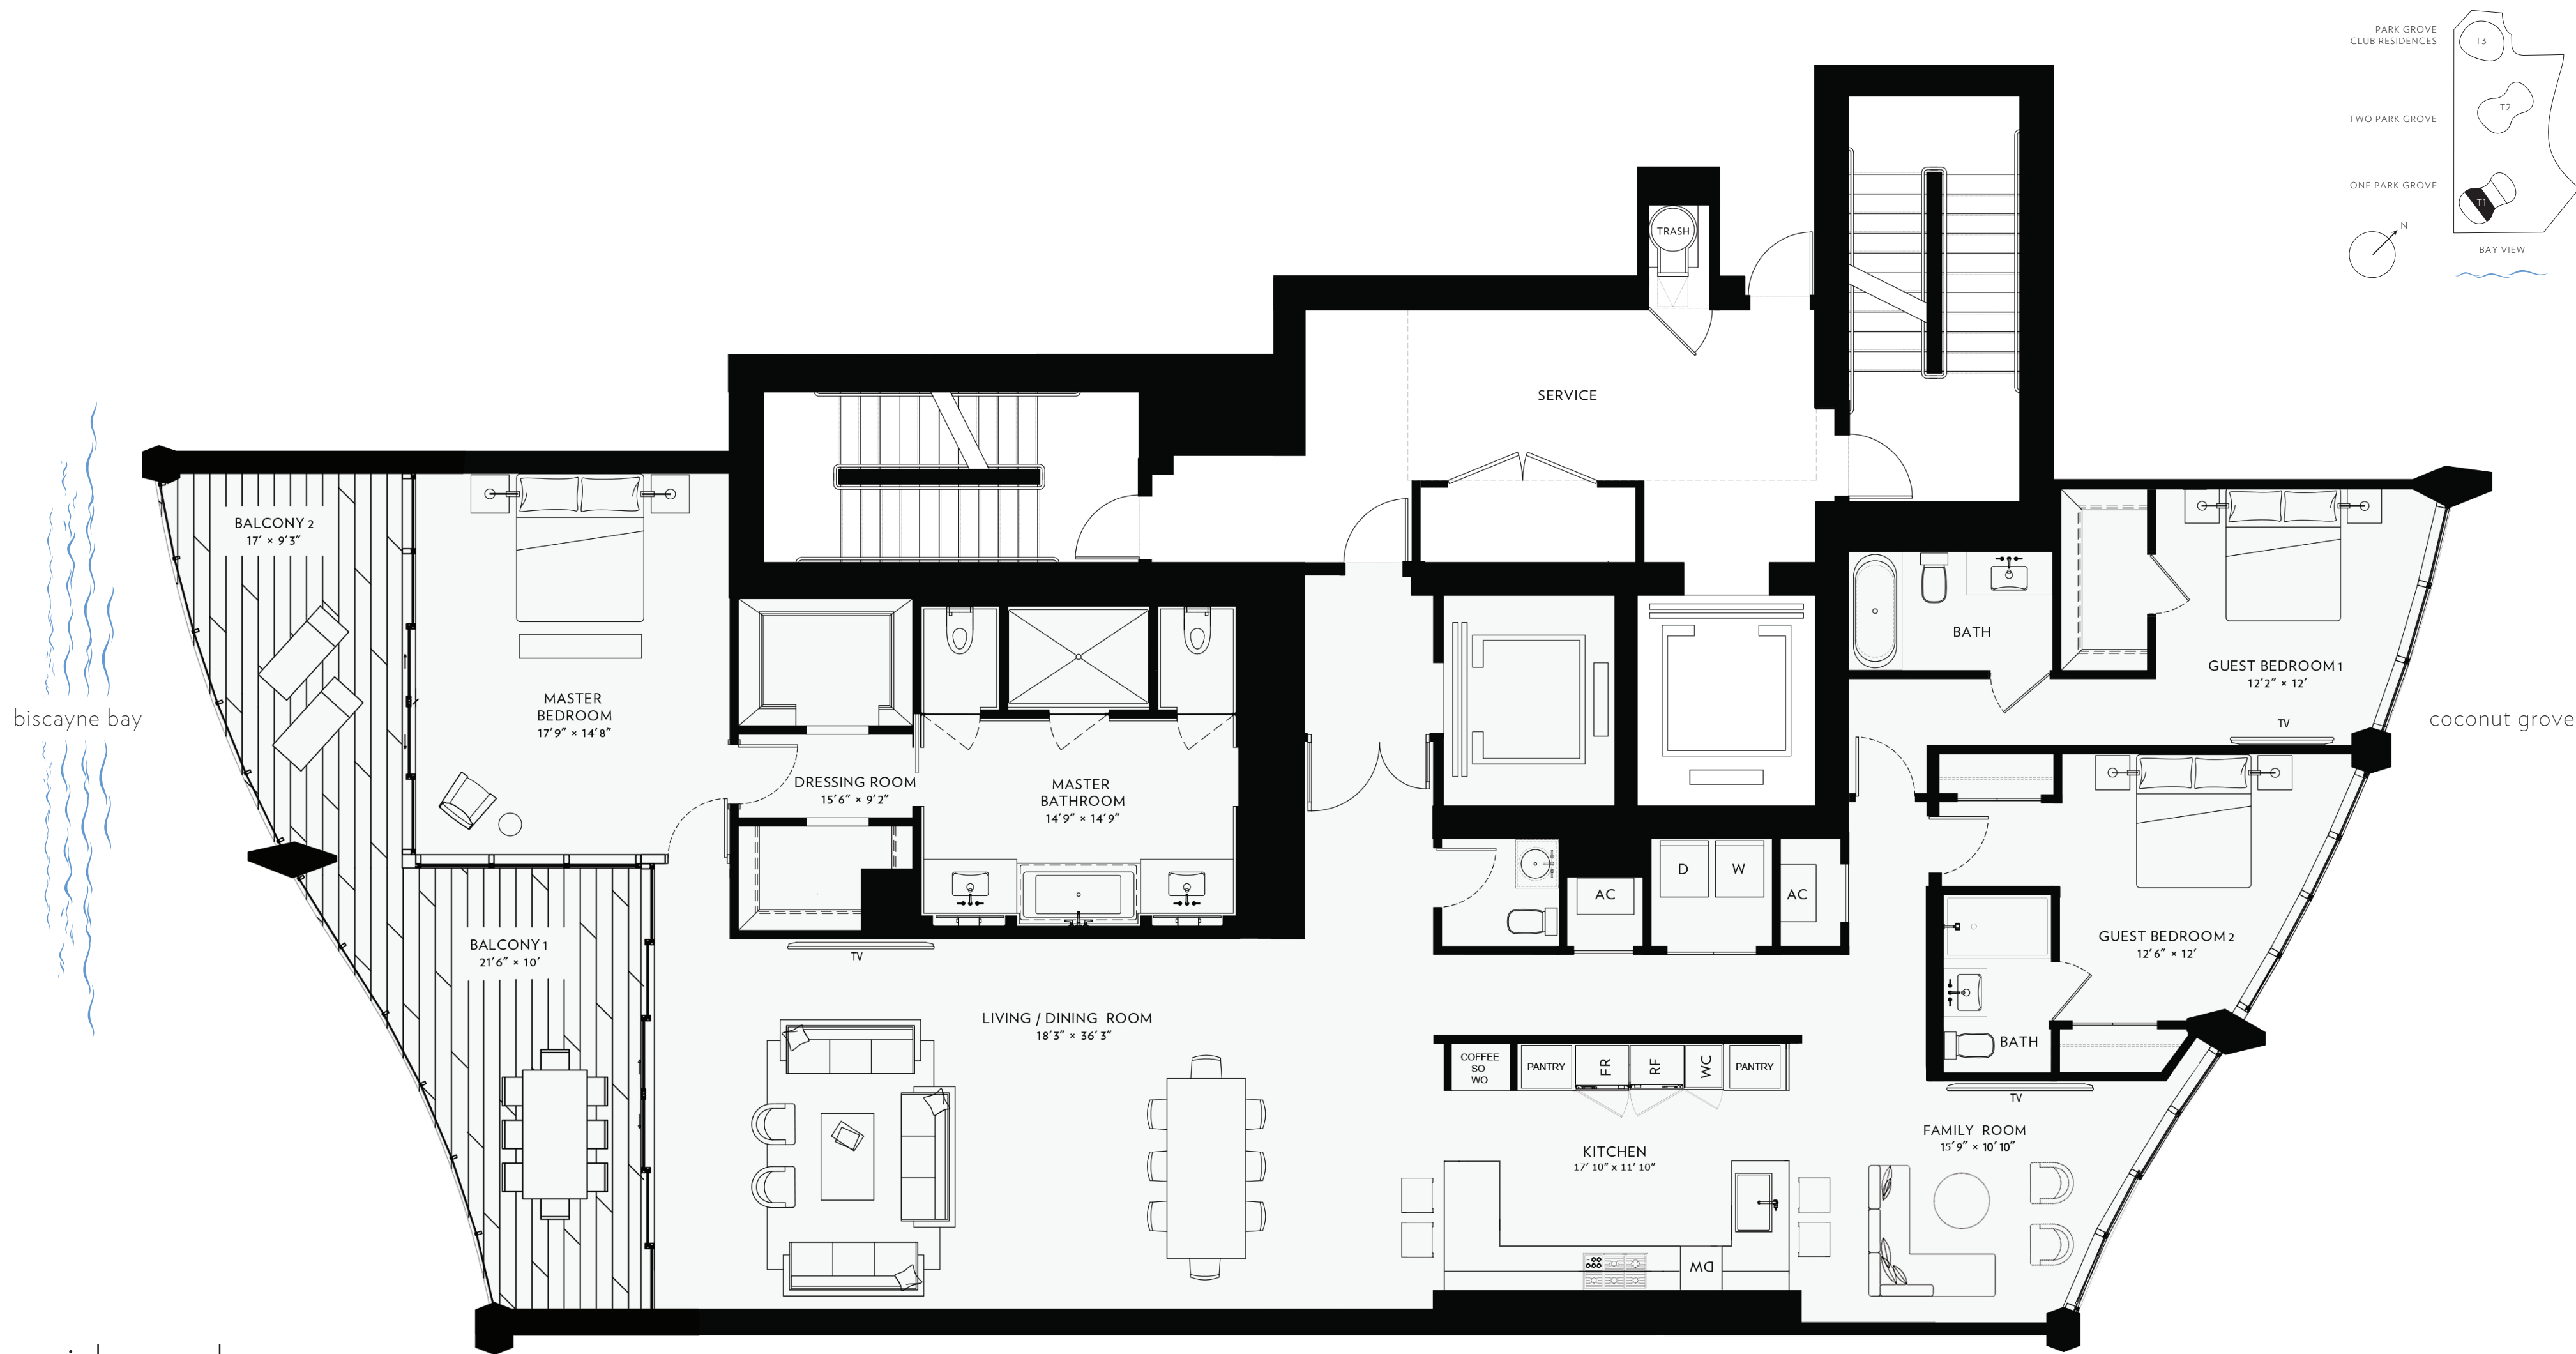 PARK GROVE
CLUB RESIDENCES
T3
TWO PARK GROVE
T2
ONE PARK GROVE
T1
N
BAY VIEW
TRASH
SERVICE
BALCONY 2
17' × 9'3"
MASTER
BEDROOM
17'9" × 14'8"
biscayne bay
DRESSING ROOM
15'6" × 9'2"
MASTER
BATHROOM
14'9" × 14'9"
BATH
GUEST BEDROOM 1
12'2" × 12'
TV
coconut grove
D
W
AC
AC
BALCONY 1
21'6" × 10'
TV
GUEST BEDROOM 2
12'6" × 12'
LIVING / DINING ROOM
18'3" × 36'3"
BATH
COFFEE
SO
WO
PANTRY
FR
RF
WC
PANTRY
TV
KITCHEN
17' 10" x 11' 10"
FAMILY ROOM
15'9" × 10'10"
DW